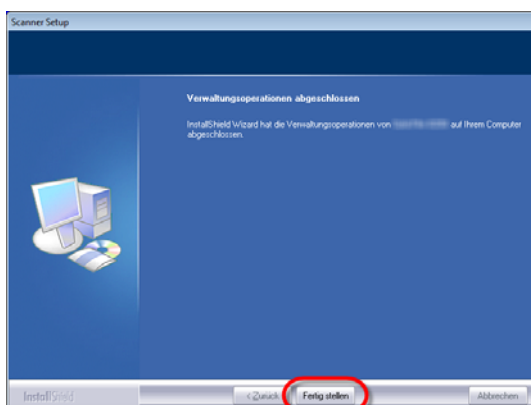 Scanner Setup
Verwaltungsoperationen abgeschlossen
InstallShield Wizard hat die Verwaltungsoperationen von auf Ihrem Computer
abgeschlossen.
InstallShield
< Zurück
Fertig stellen
Abbrechen